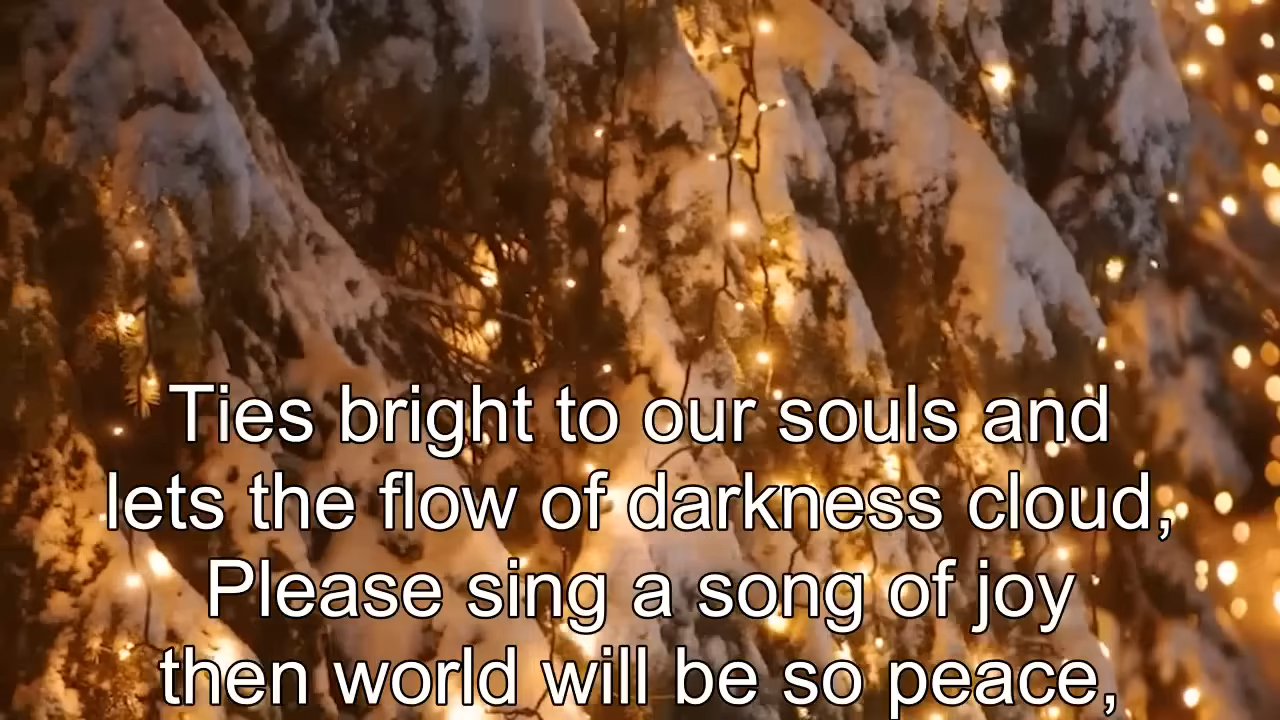 Ties bright to our souls and
lets the flow of darkness cloud,
Please sing a song of joy
then world will be so peace,